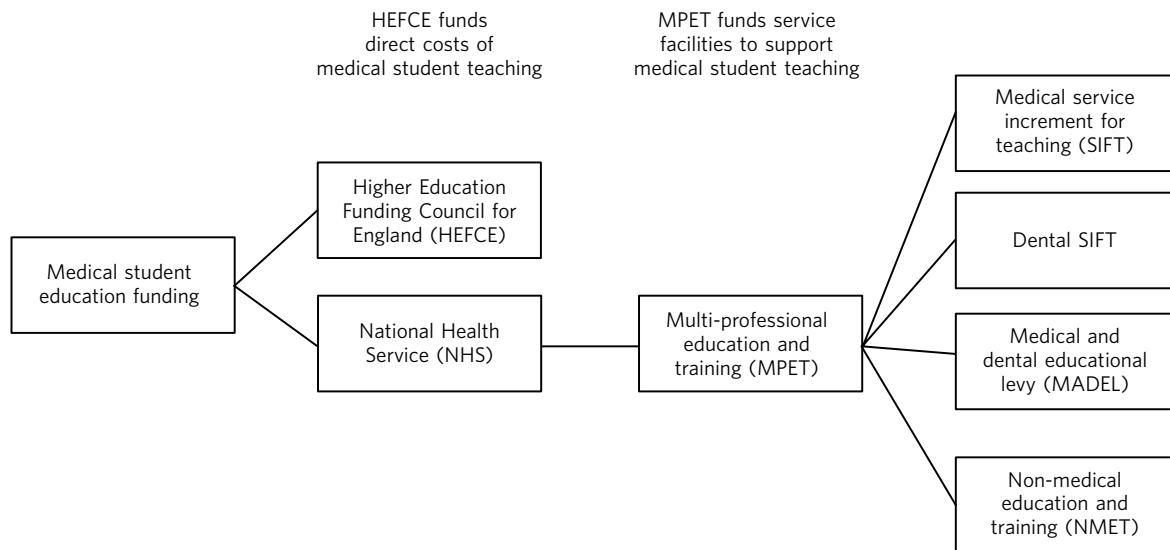 HEFCE funds
direct costs of
medical student teaching
MPET funds service
facilities to support
medical student teaching
Medical student
education funding
Higher Education
Funding Council for
England (HEFCE)
National Health
Service (NHS)
Multi-professional
education and
training (MPET)
Medical service
increment for
teaching (SIFT)
Dental SIFT
Medical and
dental educational
levy (MADEL)
Non-medical
education and
training (NMET)